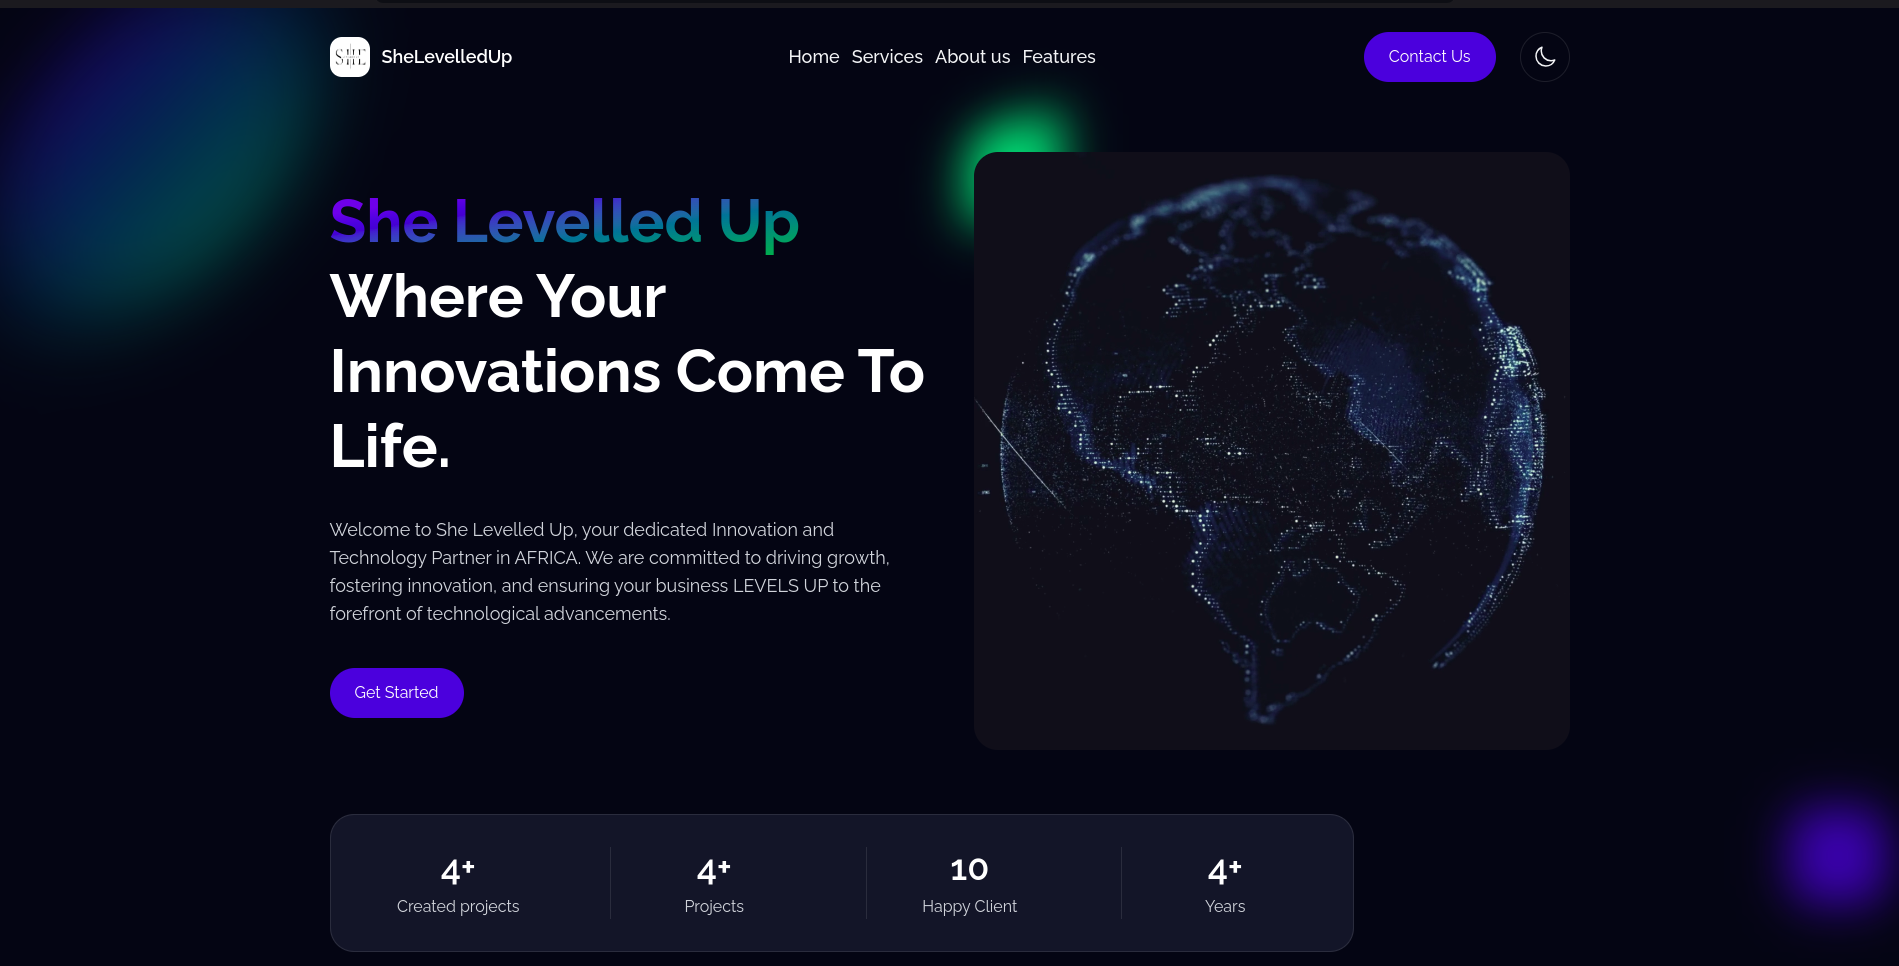 SHE
SheLevelledUp
Home Services About us Features
Contact Us
She Levelled Up
Where Your
Innovations Come To
Life.
Welcome to She Levelled Up, your dedicated Innovation and
Technology Partner in AFRICA. We are committed to driving growth,
fostering innovation, and ensuring your business LEVELS UP to the
forefront of technological advancements.
Get Started
4+
Created projects
4+
Projects
10
Happy Client
4+
Years